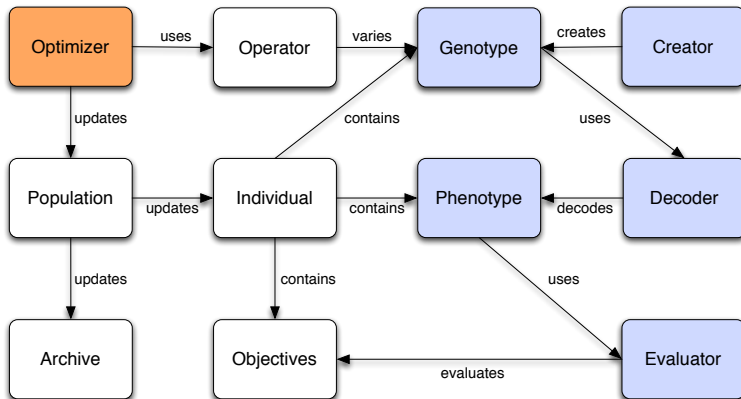 Optimizer
uses
Operator
varies
Genotype
creates
Creator
updates
contains
uses
Population
updates
Individual
contains
Phenotype
decodes
Decoder
updates
contains
uses
Archive
Objectives
evaluates
Evaluator